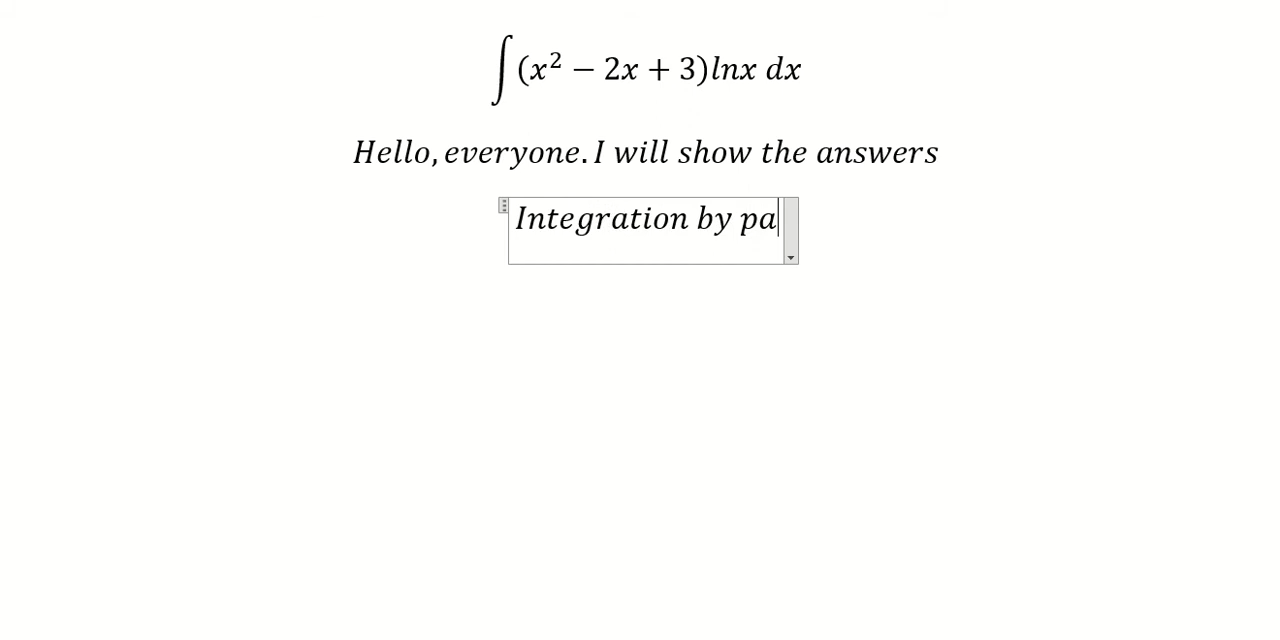 ∫(x² − 2x + 3)lnx dx
Hello, everyone. I will show the answers
Integration by pa